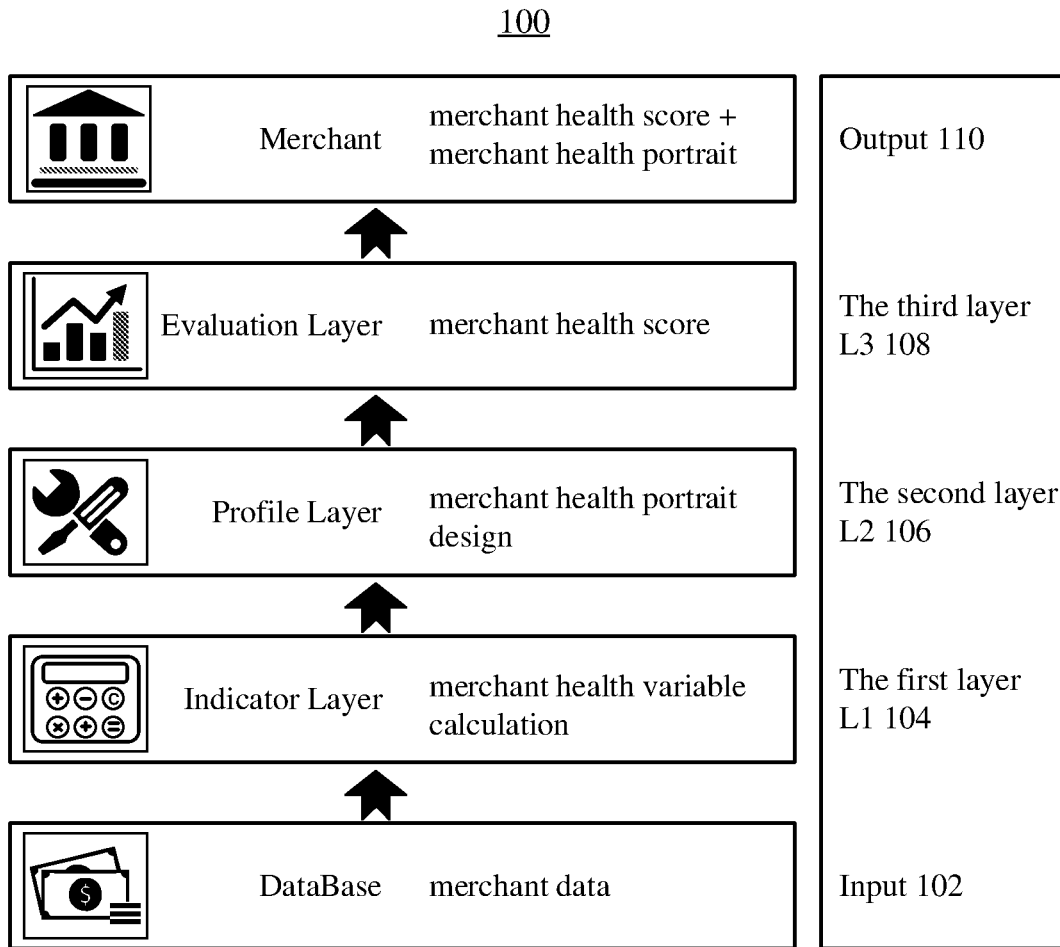 100
Merchant
merchant health score +
merchant health portrait
Output 110
Evaluation Layer
merchant health score
The third layer
L3 108
Profile Layer
merchant health portrait
design
The second layer
L2 106
Indicator Layer
merchant health variable
calculation
The first layer
L1 104
DataBase
merchant data
Input 102